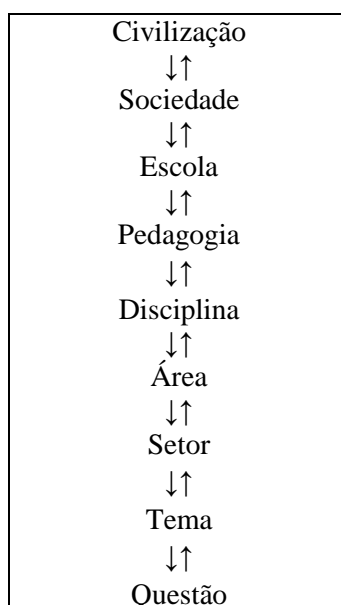 Civilização
↓↑
Sociedade
↓↑
Escola
↓↑
Pedagogia
↓↑
Disciplina
↓↑
Área
↓↑
Setor
↓↑
Tema
↓↑
Questão